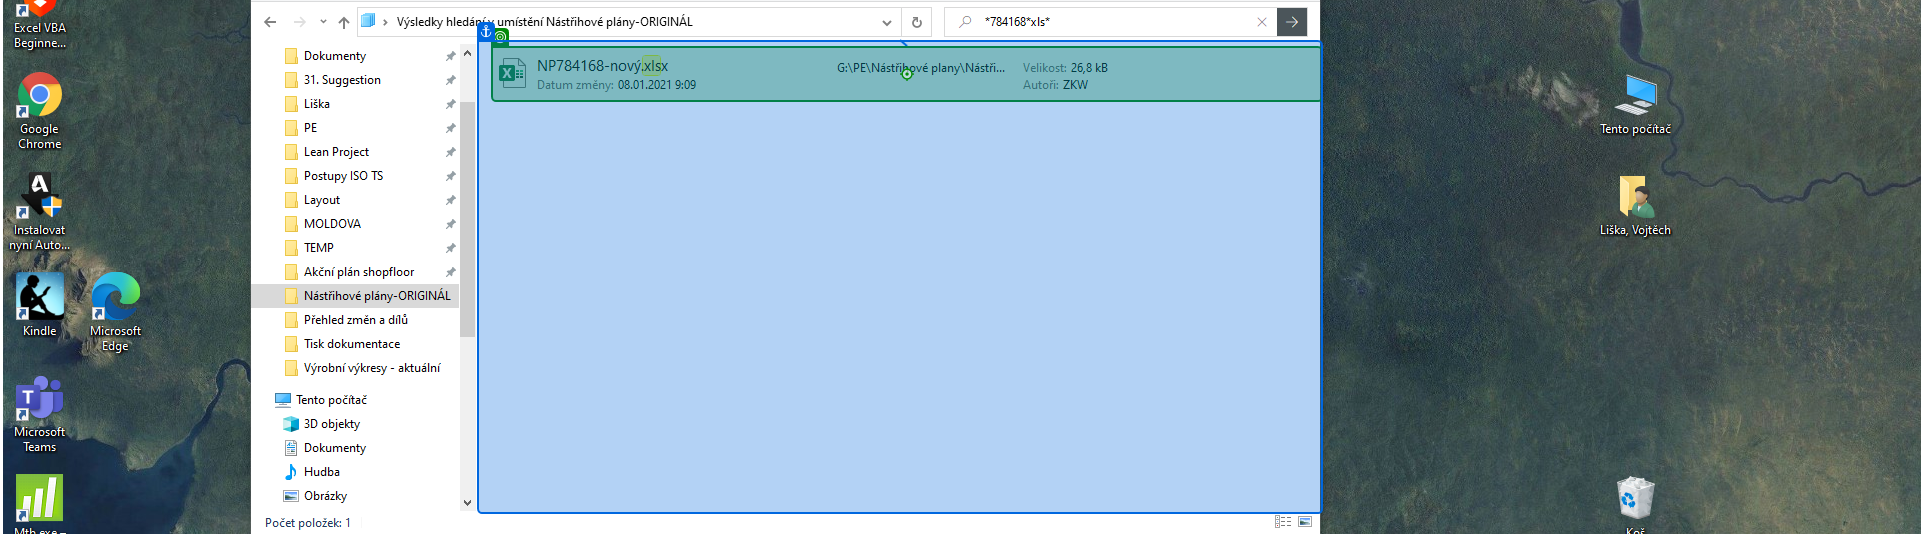 Excel VBA
Beginne...
Google
Chrome
Instalovat
nyní Auto...
Kindle
Microsoft
Edge
Microsoft
Teams
Mth.exe –
Výsledky hledání v umístění Nástřihové plány-ORIGINÁL
*784168*xls*
Dokumenty
31. Suggestion
Liška
PE
Lean Project
Postupy ISO TS
Layout
MOLDOVA
TEMP
Akční plán shopfloor
Nástřihové plány-ORIGINÁL
Přehled změn a dílů
Tisk dokumentace
Výrobní výkresy - aktuální
Tento počítač
3D objekty
Dokumenty
Hudba
Obrázky
Počet položek: 1
NP784168-nový.xlsx
Datum změny: 08.01.2021 9:09
G:\PE\Nástřihové plany\Nástři...
Velikost: 26,8 kB
Autoři: ZKW
Tento počítač
Liška, Vojtěch
Koš